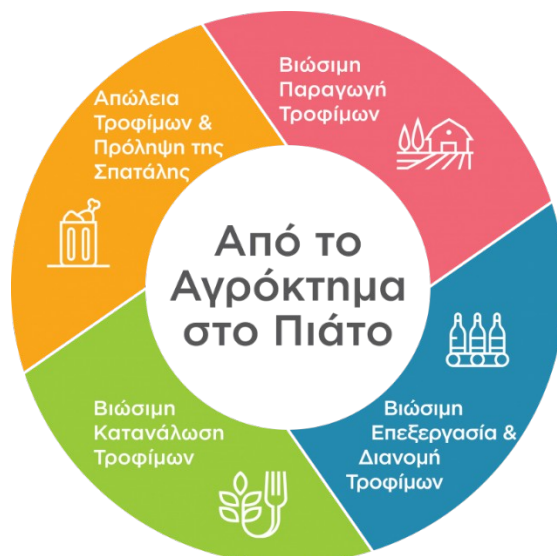 Βιώσιμη
Παραγωγή
Τροφίμων
Απώλεια
Τροφίμων &
Πρόληψη της
Σπατάλης
Από το
Αγρόκτημα
στο Πιάτο
Βιώσιμη
Κατανάλωση
Τροφίμων
Βιώσιμη
Επεξεργασία &
Διανομή
Τροφίμων